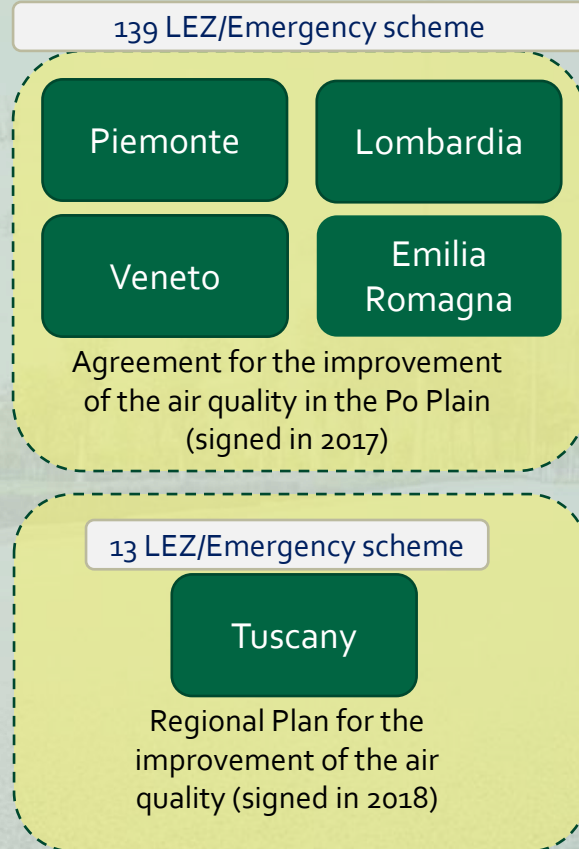 139 LEZ/Emergency scheme
Piemonte
Lombardia
Veneto
Emilia
Romagna
Agreement for the improvement
of the air quality in the Po Plain
(signed in 2017)
13 LEZ/Emergency scheme
Tuscany
Regional Plan for the
improvement of the air
quality (signed in 2018)